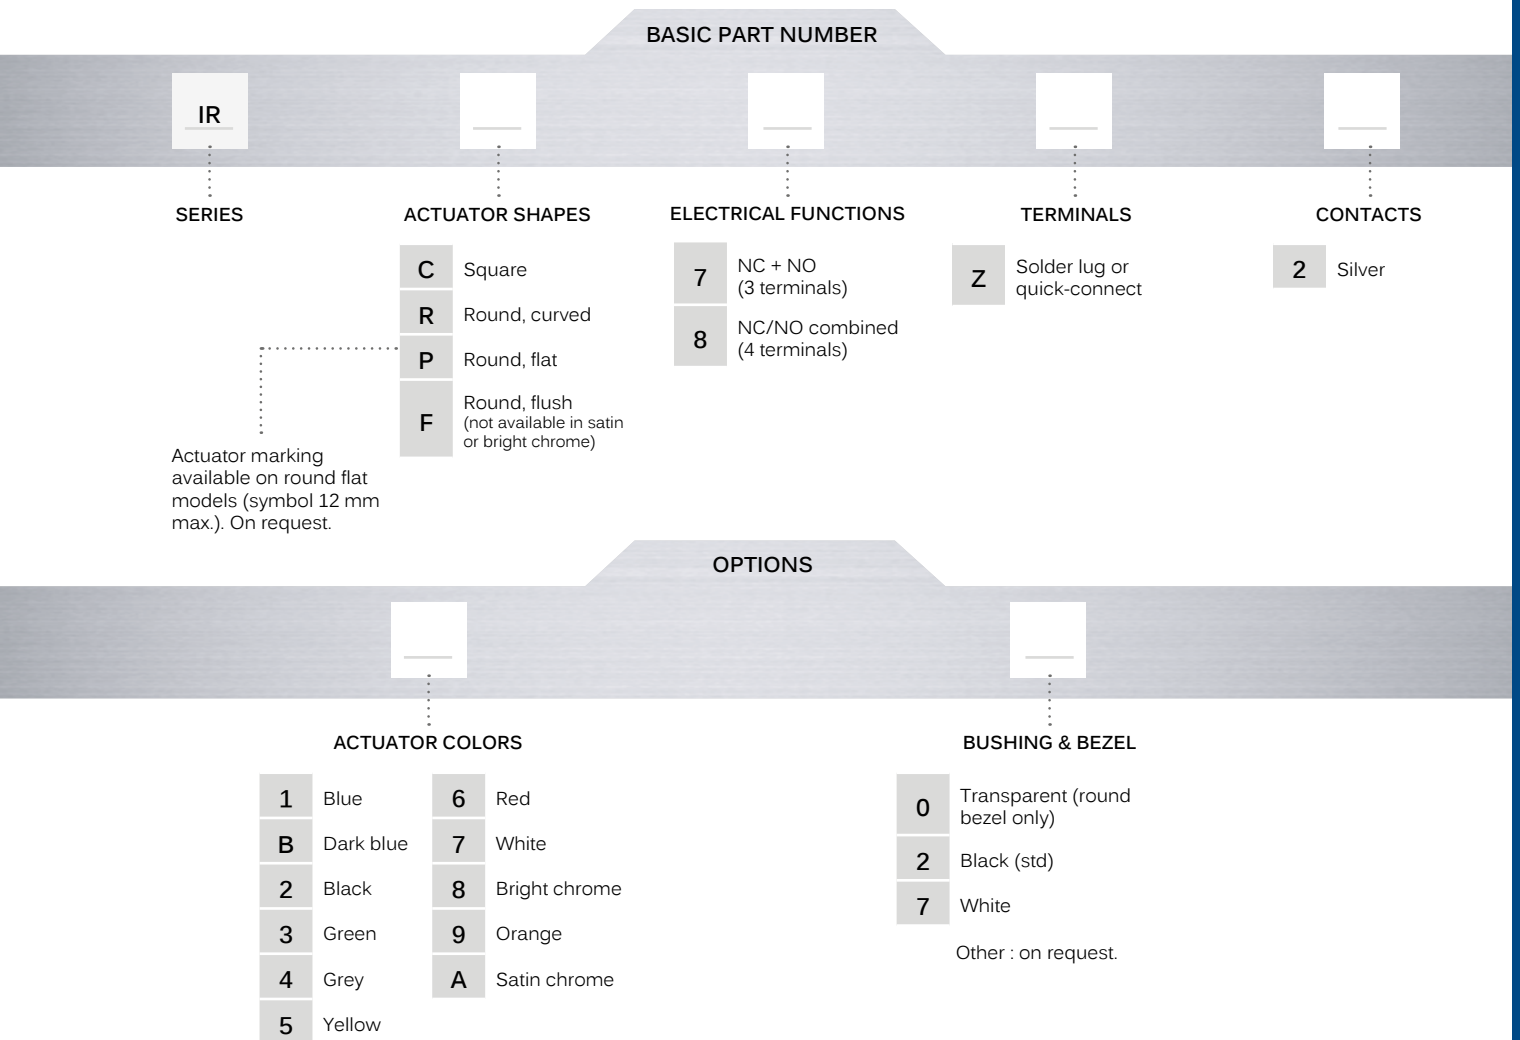 BASIC PART NUMBER
IR
SERIES
ACTUATOR SHAPES
ELECTRICAL FUNCTIONS
TERMINALS
CONTACTS
C Square
R Round, curved
P Round, flat
F Round, flush
(not available in satin
or bright chrome)
Actuator marking
available on round flat
models (symbol 12 mm
max.). On request.
7 NC + NO
(3 terminals)
8 NC/NO combined
(4 terminals)
Z Solder lug or
quick-connect
2 Silver
OPTIONS
ACTUATOR COLORS
1 Blue
B Dark blue
2 Black
3 Green
4 Grey
5 Yellow
6 Red
7 White
8 Bright chrome
9 Orange
A Satin chrome
BUSHING & BEZEL
0 Transparent (round
bezel only)
2 Black (std)
7 White
Other : on request.